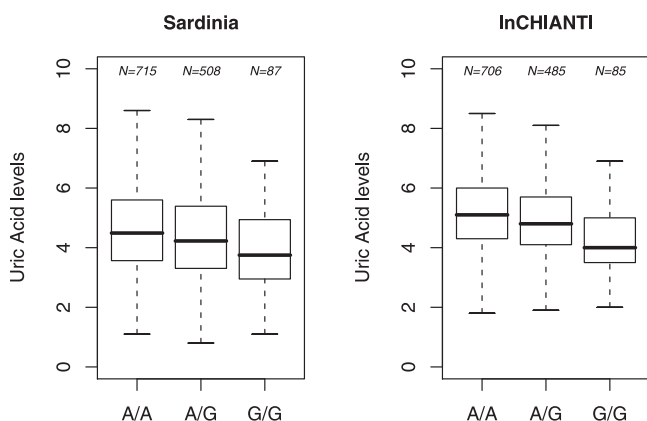 Sardinia
N=715 N=508 N=87
Uric Acid levels
10
8
6
4
2
0
A/A A/G G/G
InCHIANTI
N=706 N=485 N=85
Uric Acid levels
10
8
6
4
2
0
A/A A/G G/G